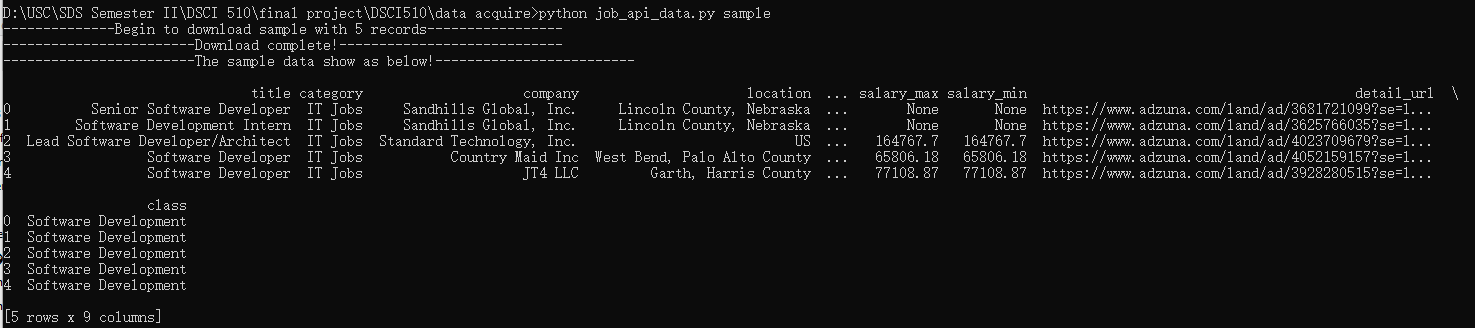 D:\USC\SDS Semester II\DSCI 510\final project\DSCI510\data acquire>python job_api_data.py sample
--------------Begin to download sample with 5 records-----------------
------------------------Download complete!----------------------------
------------------------The sample data show as below!-------------------------
title category company location ... salary_max salary_min detail_url \
0 Senior Software Developer IT Jobs Sandhills Global, Inc. Lincoln County, Nebraska ... None None https://www.adzuna.com/land/ad/3681721099?se=1...
1 Software Development Intern IT Jobs Sandhills Global, Inc. Lincoln County, Nebraska ... None None https://www.adzuna.com/land/ad/3625766035?se=1...
2 Lead Software Developer/Architect IT Jobs Standard Technology, Inc. US ... 164767.7 164767.7 https://www.adzuna.com/land/ad/4023709679?se=1...
3 Software Developer IT Jobs Country Maid Inc West Bend, Palo Alto County ... 65806.18 65806.18 https://www.adzuna.com/land/ad/4052159157?se=1...
4 Software Developer IT Jobs JT4 LLC Garth, Harris County ... 77108.87 77108.87 https://www.adzuna.com/land/ad/3928280515?se=1...
class
0 Software Development
1 Software Development
2 Software Development
3 Software Development
4 Software Development
[5 rows x 9 columns]